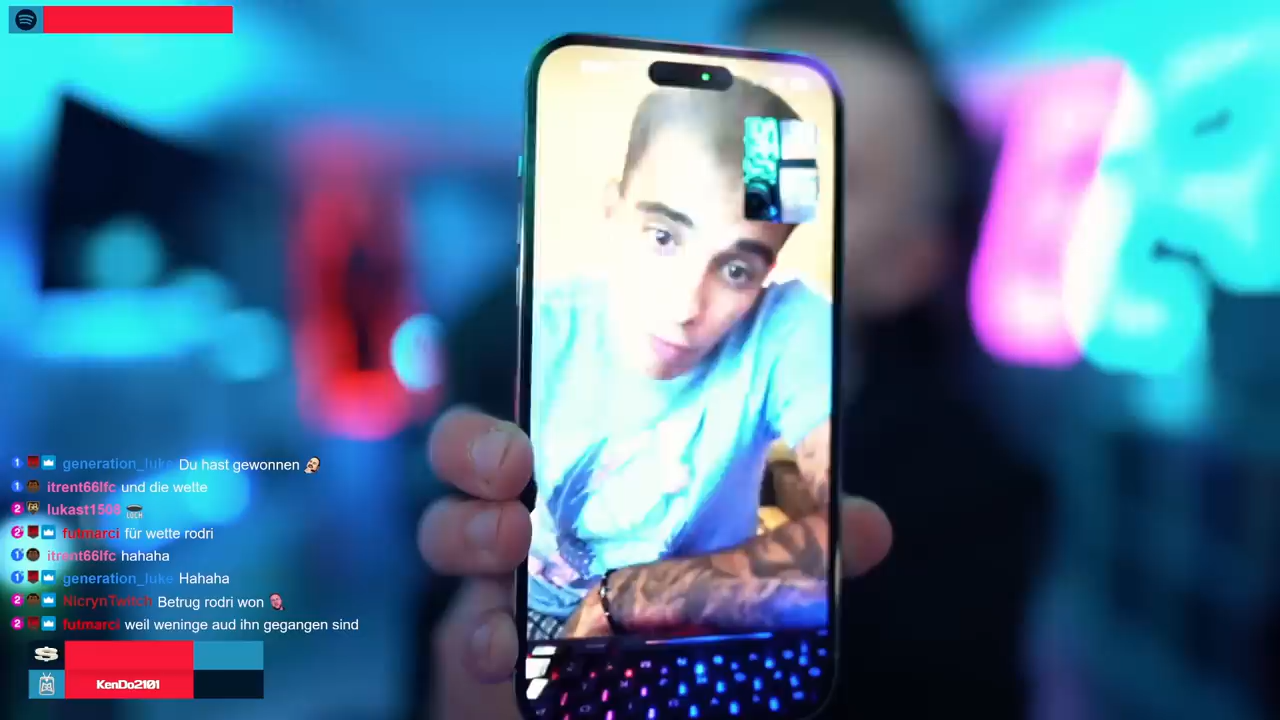 generation_luke Du hast gewonnen
itrent66lfc und die wette
lukast1508
LOCH
futmarci für wette rodri
itrent66lfc hahaha
generation_luke Hahaha
NicrynTwitch Betrug rodri won
futmarci weil weninge aud ihn gegangen sind
KenDo2101